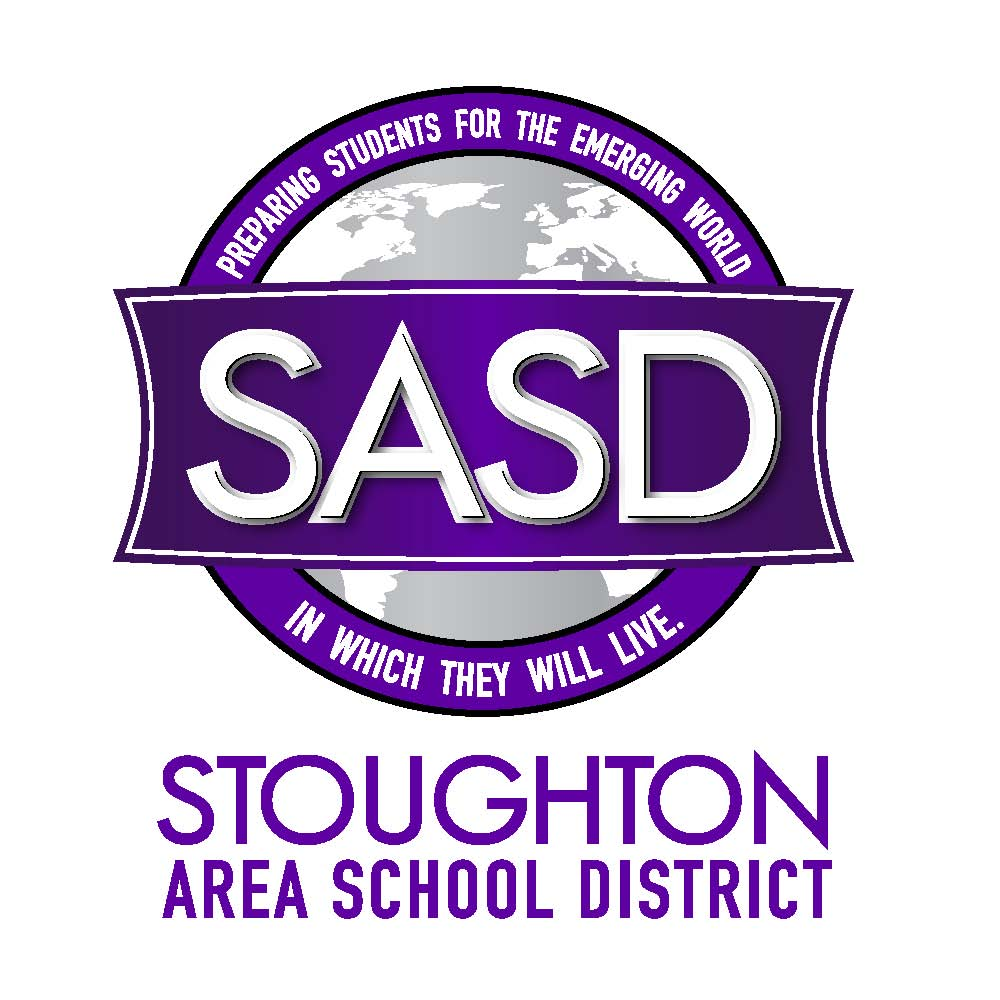 PREPARING STUDENTS FOR THE EMERGING WORLD
SASD
IN WHICH THEY WILL LIVE.
STOUGHTON
AREA SCHOOL DISTRICT